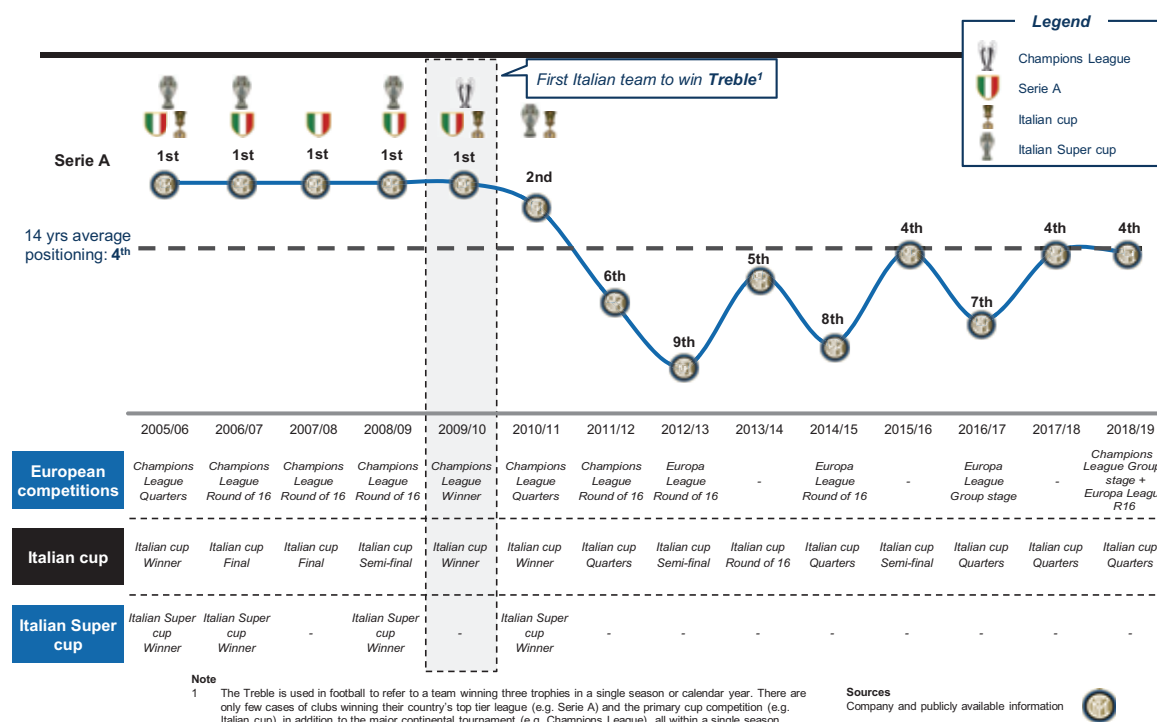 Legend
Champions League
Serie A
Italian cup
Italian Super cup
First Italian team to win Treble¹
Serie A
1st 1st 1st 1st 1st
2nd
14 yrs average
positioning: 4th
6th
9th
5th
8th
4th
7th
4th
4th
2005/06 2006/07 2007/08 2008/09 2009/10 2010/11 2011/12 2012/13 2013/14 2014/15 2015/16 2016/17 2017/18 2018/19
European
competitions
Champions
League
Quarters
Champions
League
Round of 16
Champions
League
Round of 16
Champions
League
Round of 16
Champions
League
Winner
Champions
League
Quarters
Champions
League
Round of 16
Europa
League
Round of 16
-
Europa
League
Round of 16
-
Europa
League
Group stage
-
Champions
League Group
stage +
Europa League
R16
Italian cup
Italian cup
Winner
Italian cup
Final
Italian cup
Final
Italian cup
Semi-final
Italian cup
Winner
Italian cup
Winner
Italian cup
Quarters
Italian cup
Semi-final
Italian cup
Round of 16
Italian cup
Quarters
Italian cup
Semi-final
Italian cup
Quarters
Italian cup
Quarters
Italian cup
Quarters
Italian Super
cup
Italian Super
cup
Winner
Italian Super
cup
Winner
-
Italian Super
cup
Winner
-
Italian Super
cup
Winner
-
-
-
-
-
-
-
-
Note
1 The Treble is used in football to refer to a team winning three trophies in a single season or calendar year. There are
only few cases of clubs winning their country's top tier league (e.g. Serie A) and the primary cup competition (e.g.
Italian cup), in addition to the major continental tournament (e.g. Champions League), all within a single season
Sources
Company and publicly available information